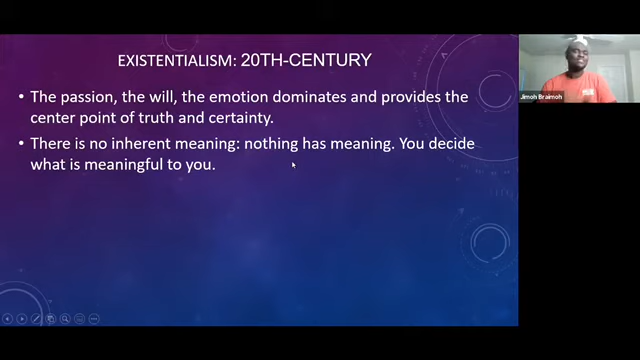 EXISTENTIALISM: 20TH-CENTURY
• The passion, the will, the emotion dominates and provides the
center point of truth and certainty.
• There is no inherent meaning: nothing has meaning. You decide
what is meaningful to you.
Jimoh Braimoh